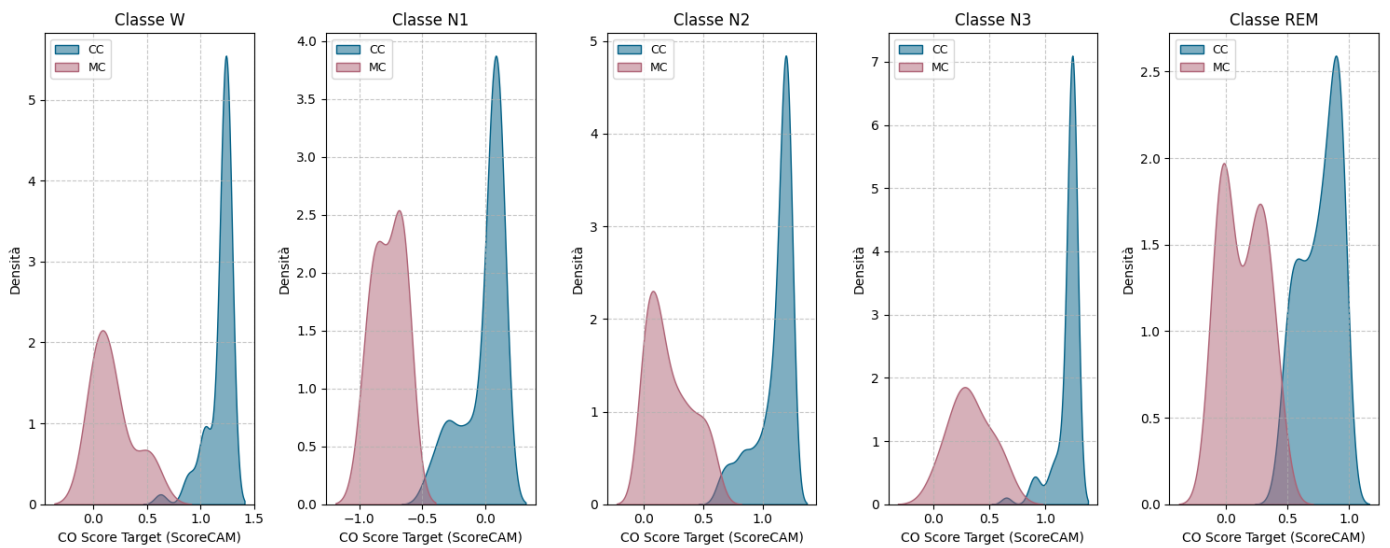 Classe W
CC
MC
5
4
3
2
1
0
Densità
0.0
0.5
1.0
1.5
CO Score Target (ScoreCAM)
Classe N1
CC
MC
4.0
3.5
3.0
2.5
2.0
1.5
1.0
0.5
0.0
Densità
−1.0
−0.5
0.0
CO Score Target (ScoreCAM)
Classe N2
CC
MC
5
4
3
2
1
0
Densità
0.0
0.5
1.0
CO Score Target (ScoreCAM)
Classe N3
CC
MC
7
6
5
4
3
2
1
0
Densità
0.0
0.5
1.0
CO Score Target (ScoreCAM)
Classe REM
CC
MC
2.5
2.0
1.5
1.0
0.5
0.0
Densità
0.0
0.5
1.0
CO Score Target (ScoreCAM)